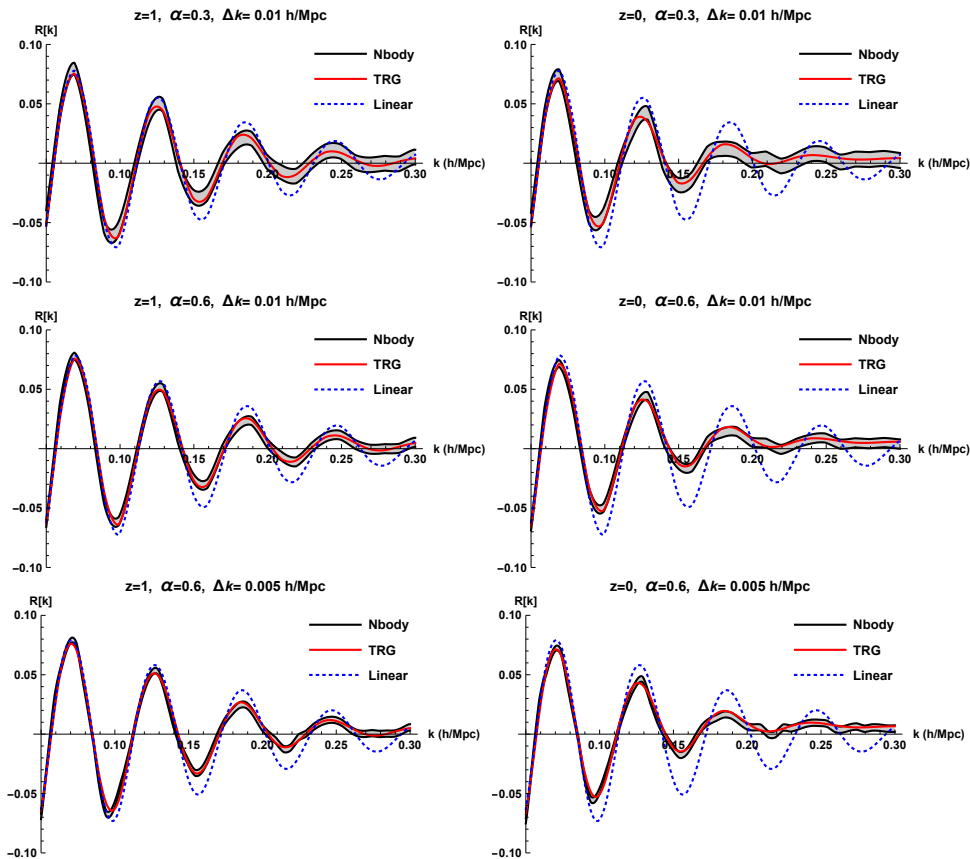 z=1, α=0.3, Δk= 0.01 h/Mpc
R[k]
0.10
0.05
-0.05
-0.10
0.10
0.15
0.20
0.25
0.30
k (h/Mpc)
Nbody
TRG
Linear
z=0, α=0.3, Δk= 0.01 h/Mpc
R[k]
0.10
0.05
-0.05
-0.10
0.10
0.15
0.20
0.25
0.30
k (h/Mpc)
Nbody
TRG
Linear
z=1, α=0.6, Δk= 0.01 h/Mpc
R[k]
0.10
0.05
-0.05
-0.10
0.10
0.15
0.20
0.25
0.30
k (h/Mpc)
Nbody
TRG
Linear
z=0, α=0.6, Δk= 0.01 h/Mpc
R[k]
0.10
0.05
-0.05
-0.10
0.10
0.15
0.20
0.25
0.30
k (h/Mpc)
Nbody
TRG
Linear
z=1, α=0.6, Δk= 0.005 h/Mpc
R[k]
0.10
0.05
-0.05
-0.10
0.10
0.15
0.20
0.25
0.30
k (h/Mpc)
Nbody
TRG
Linear
z=0, α=0.6, Δk= 0.005 h/Mpc
R[k]
0.10
0.05
-0.05
-0.10
0.10
0.15
0.20
0.25
0.30
k (h/Mpc)
Nbody
TRG
Linear